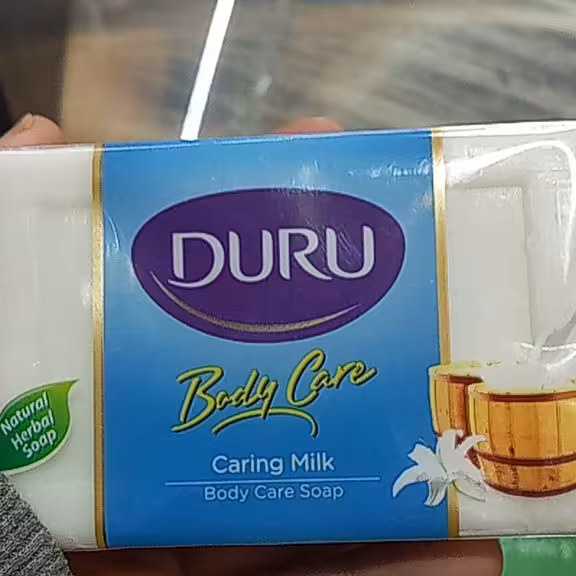 DURU
Body Care
Caring Milk
Body Care Soap
Natural
Herbal
Soap